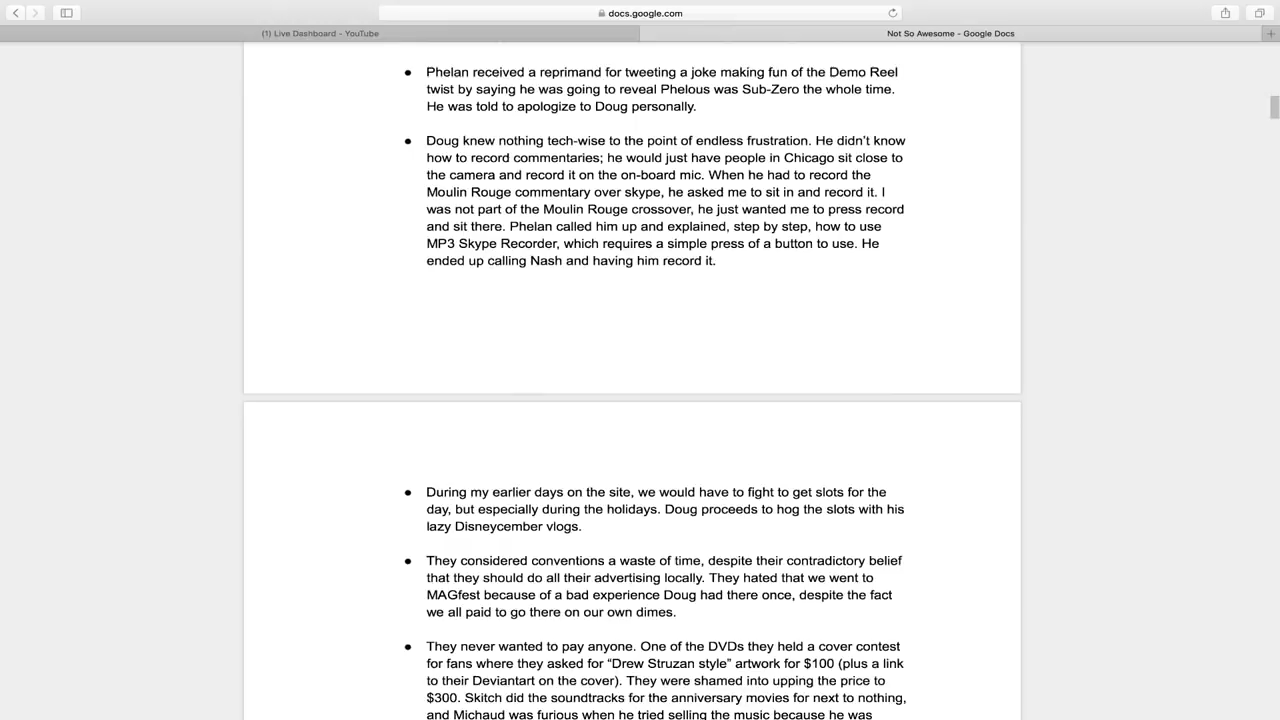 docs.google.com
(1) Live Dashboard - YouTube
Not So Awesome - Google Docs
● Phelan received a reprimand for tweeting a joke making fun of the Demo Reel
twist by saying he was going to reveal Phelous was Sub-Zero the whole time.
He was told to apologize to Doug personally.
● Doug knew nothing tech-wise to the point of endless frustration. He didn’t know
how to record commentaries; he would just have people in Chicago sit close to
the camera and record it on the on-board mic. When he had to record the
Moulin Rouge commentary over skype, he asked me to sit in and record it. I
was not part of the Moulin Rouge crossover, he just wanted me to press record
and sit there. Phelan called him up and explained, step by step, how to use
MP3 Skype Recorder, which requires a simple press of a button to use. He
ended up calling Nash and having him record it.
● During my earlier days on the site, we would have to fight to get slots for the
day, but especially during the holidays. Doug proceeds to hog the slots with his
lazy Disneycember vlogs.
● They considered conventions a waste of time, despite their contradictory belief
that they should do all their advertising locally. They hated that we went to
MAGfest because of a bad experience Doug had there once, despite the fact
we all paid to go there on our own dimes.
● They never wanted to pay anyone. One of the DVDs they held a cover contest
for fans where they asked for “Drew Struzan style” artwork for $100 (plus a link
to their Deviantart on the cover). They were shamed into upping the price to
$300. Skitch did the soundtracks for the anniversary movies for next to nothing,
and Michaud was furious when he tried selling the music because he was